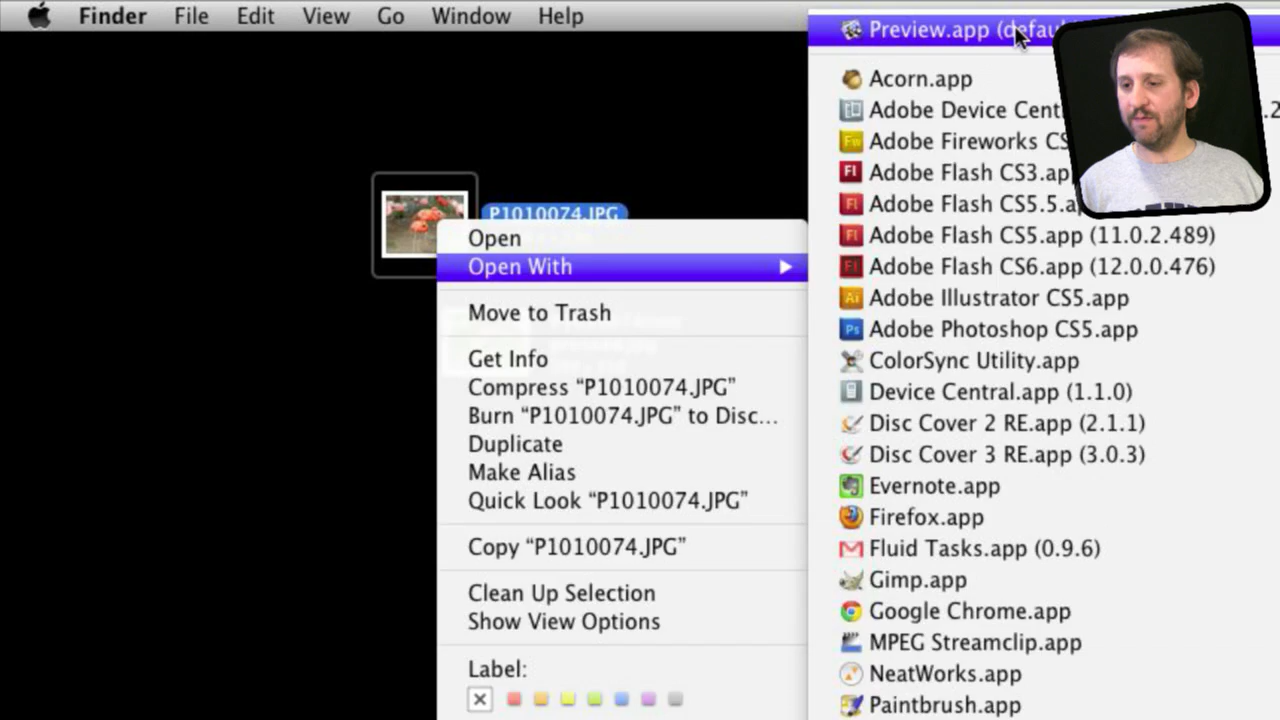 Finder File Edit View Go Window Help
P1010074.JPG
Open
Open With
Move to Trash
Get Info
Compress “P1010074.JPG”
Burn “P1010074.JPG” to Disc...
Duplicate
Make Alias
Quick Look “P1010074.JPG”
Copy “P1010074.JPG”
Clean Up Selection
Show View Options
Label:
Preview.app
Acorn.app
Adobe Device
Adobe Fireworks
Adobe Flash CS3
Adobe Flash CS5.5
Adobe Flash CS5.app (11.0.2.489)
Adobe Flash CS6.app (12.0.0.476)
Adobe Illustrator CS5.app
Adobe Photoshop CS5.app
ColorSync Utility.app
Device Central.app (1.1.0)
Disc Cover 2 RE.app (2.1.1)
Disc Cover 3 RE.app (3.0.3)
Evernote.app
Firefox.app
Fluid Tasks.app (0.9.6)
Gimp.app
Google Chrome.app
MPEG Streamclip.app
NeatWorks.app
Paintbrush.app